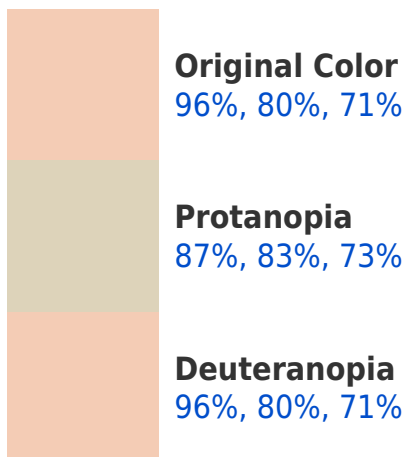 Original Color
96%, 80%, 71%
Protanopia
87%, 83%, 73%
Deuteranopia
96%, 80%, 71%